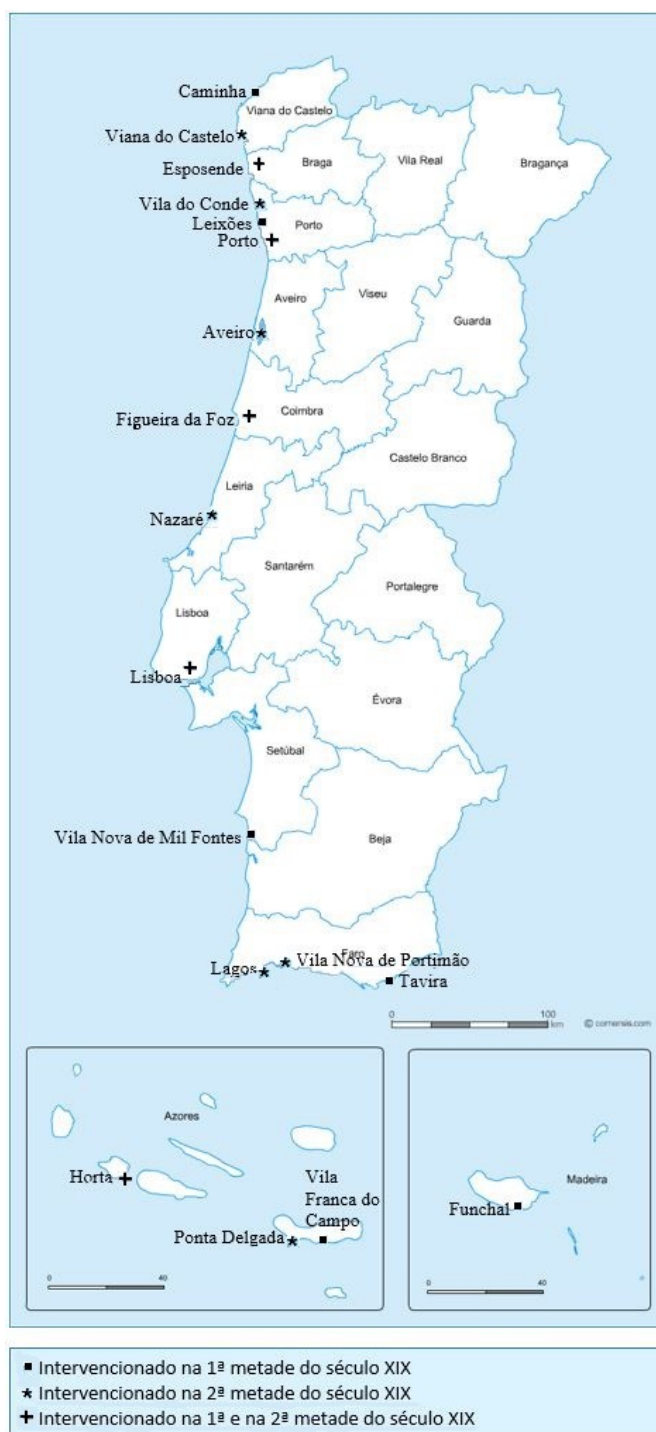 Caminha
Viana do Castelo
Viana do Castelo
Esposende
Braga
Vila Real
Bragança
Vila do Conde
Leixões
Porto
Porto
Aveiro
Viseu
Guarda
Aveiro
Figueira da Foz
Coimbra
Castelo Branco
Leiria
Nazaré
Santarém
Portalegre
Lisboa
Lisboa
Évora
Setúbal
Vila Nova de Mil Fontes
Beja
Faro
Vila Nova de Portimão
Lagos
Tavira
0 100
km
© comersis.com
Azores
Horta
Vila
Franca do
Campo
Ponta Delgada
0 40
Madeira
Funchal
0 40
Intervencionado na 1ª metade do século XIX
Intervencionado na 2ª metade do século XIX
Intervencionado na 1ª e na 2ª metade do século XIX